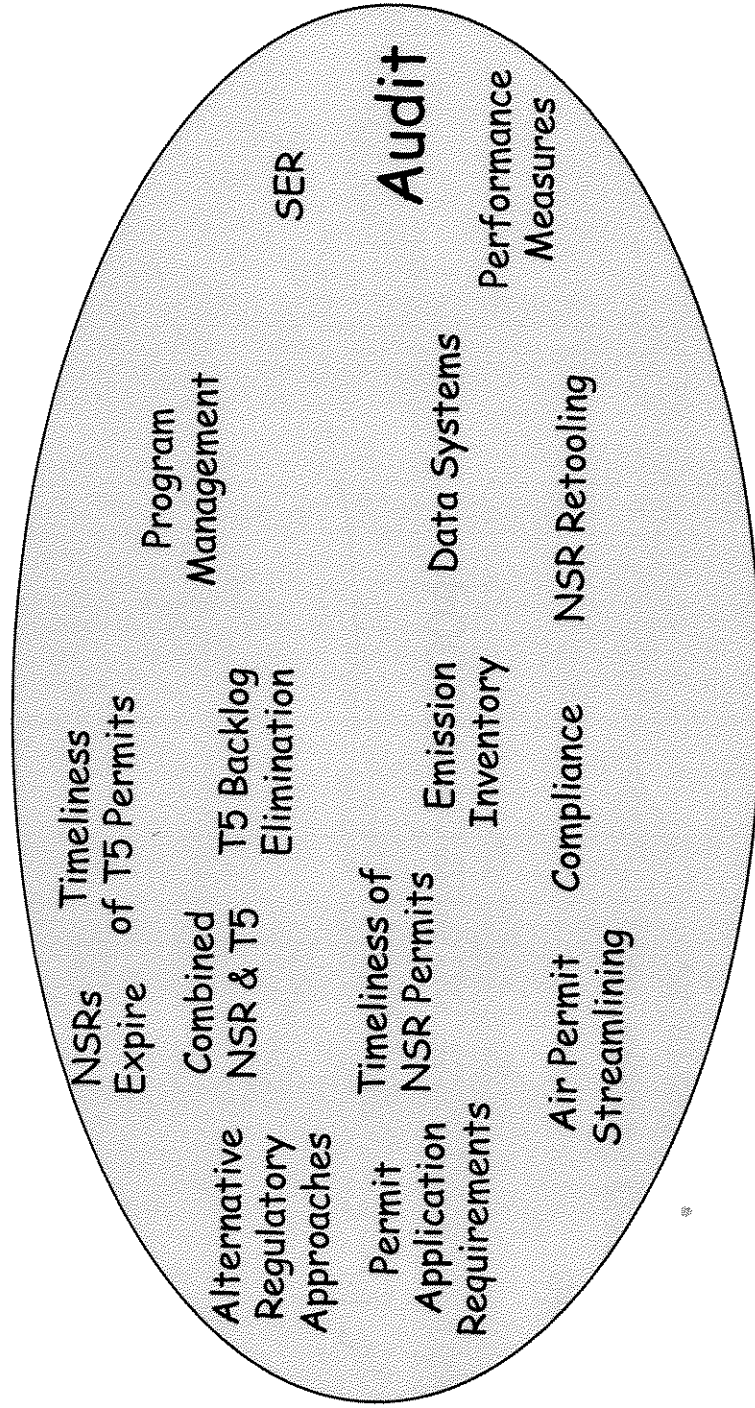 NSRs
Expire
Timeliness
of T5 Permits
Program
Management
SER
Alternative
Regulatory
Approaches
Combined
NSR & T5
T5 Backlog
Elimination
Audit
Permit
Application
Requirements
Timeliness of
NSR Permits
Emission
Inventory
Data Systems
Performance
Measures
Air Permit
Streamlining
Compliance
NSR Retooling